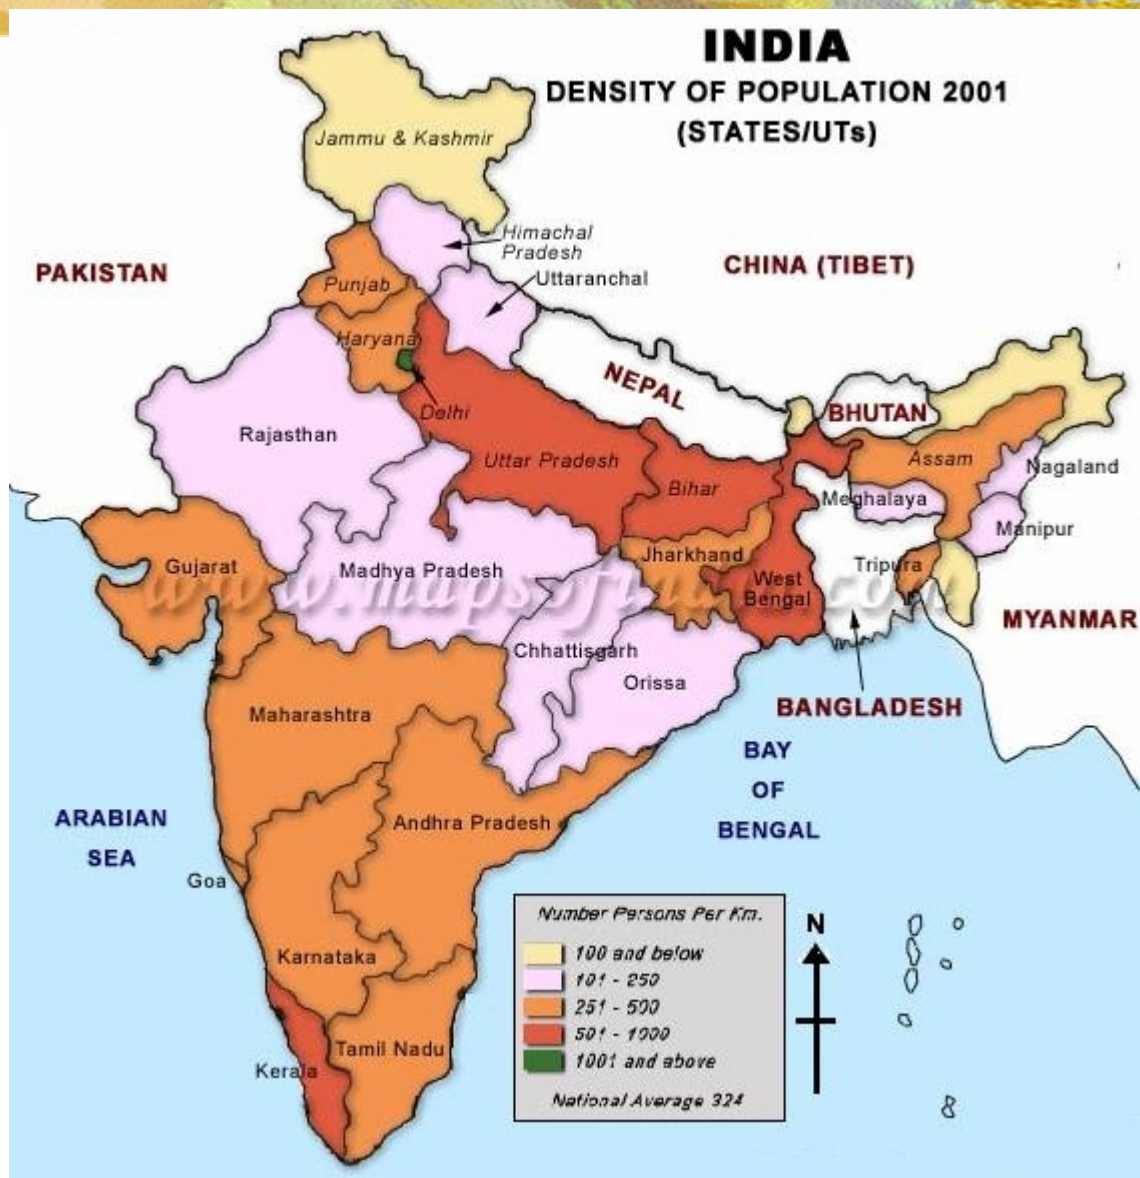 INDIA
DENSITY OF POPULATION 2001
(STATES/UTs)
Jammu & Kashmir
Himachal
Pradesh
PAKISTAN
CHINA (TIBET)
Punjab
Uttaranchal
Haryana
NEPAL
Delhi
BHUTAN
Rajasthan
Uttar Pradesh
Assam
Nagaland
Bihar
Meghalaya
Manipur
Gujarat
Madhya Pradesh
Jharkhand
Tripura
West
Bengal
www.mapsofindia.com
MYANMAR
Chhattisgarh
Orissa
BANGLADESH
Maharashtra
BAY
OF
BENGAL
ARABIAN
SEA
Andhra Pradesh
Goa
Karnataka
Tamil Nadu
Kerala
Number Persons Per Km.
100 and below
101 - 250
251 - 500
501 - 1000
1001 and above
National Average 324
N